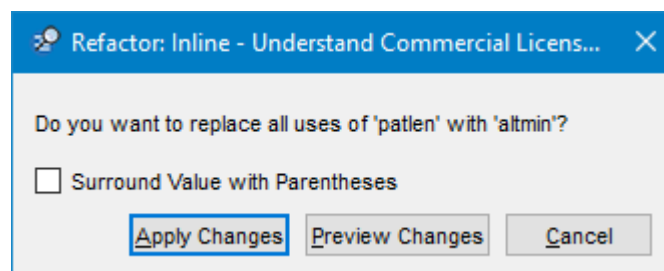 Refactor: Inline - Understand Commercial Licens...
Do you want to replace all uses of 'patlen' with 'altmin'?
Surround Value with Parentheses
Apply Changes Preview Changes Cancel